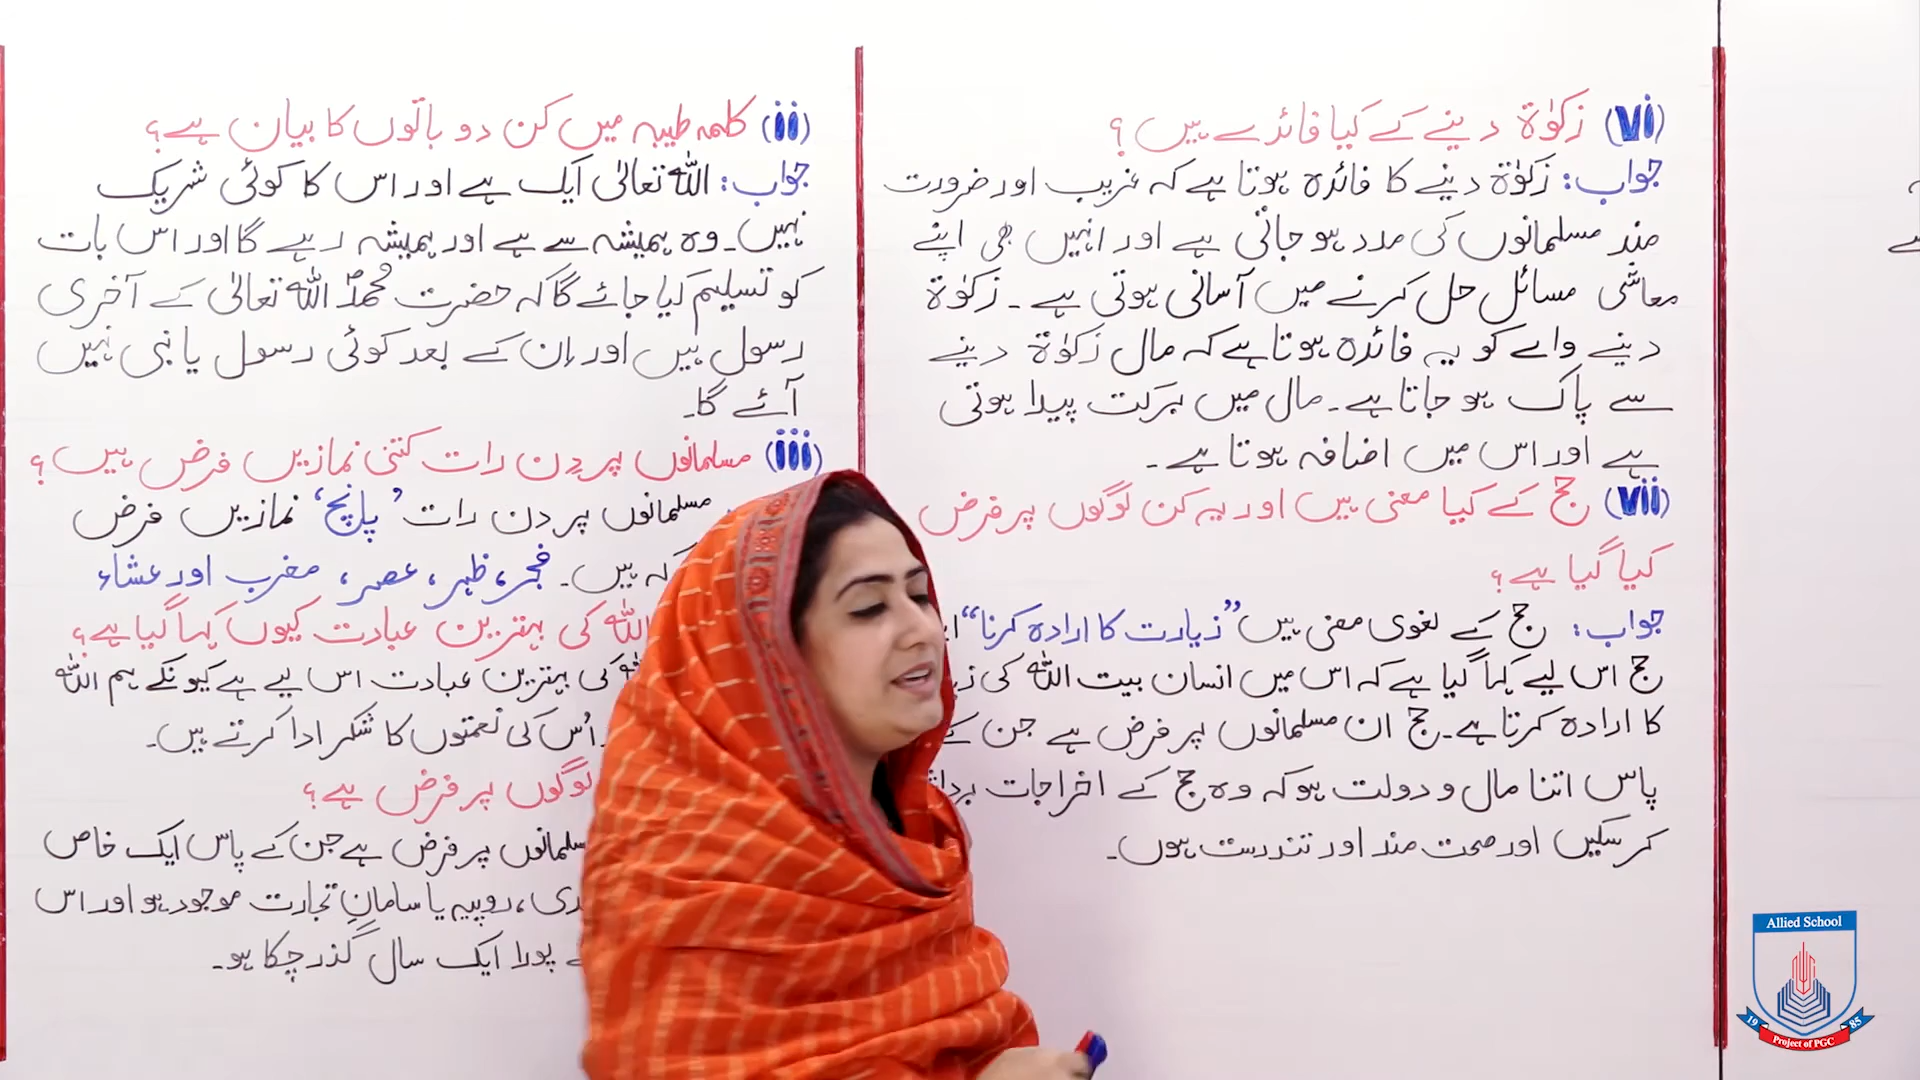 (vi) زکوٰۃ دینے کے کیا فائدے ہیں؟
جواب: زکوٰۃ دینے کا فائدہ ہوتا ہے کہ غریب اور ضرورت
مند مسلمانوں کی مدد ہو جاتی ہے اور انہیں بھی اپنے
معاشی مسائل حل کرنے میں آسانی ہوتی ہے۔ زکوٰۃ
دینے والے کو یہ فائدہ ہوتا ہے کہ مال زکوٰۃ دینے
سے پاک ہو جاتا ہے۔ مال میں برکت پیدا ہوتی
ہے اور اس میں اضافہ ہوتا ہے۔
(vii) حج کے کیا معنی ہیں اور یہ کن لوگوں پر فرض
کیا گیا ہے؟
جواب: حج کے لغوی معنی ہیں ”زیارت کا ارادہ کرنا“
حج اس لیے کہا گیا ہے کہ اس میں انسان بیت اللہ کی
کا ارادہ کرتا ہے۔ حج ان مسلمانوں پر فرض ہے جن کے
پاس اتنا مال و دولت ہو کہ وہ حج کے اخراجات
کر سکیں اور صحت مند اور تندرست ہوں۔
(ii) کلمہ طیبہ میں کن دو باتوں کا بیان ہے؟
جواب: اللہ تعالیٰ ایک ہے اور اس کا کوئی شریک
نہیں۔ وہ ہمیشہ سے ہے اور ہمیشہ رہے گا اور اس بات
کو تسلیم کیا جائے گا کہ حضرت محمدؐ اللہ تعالیٰ کے آخری
رسول ہیں اور اِن کے بعد کوئی رسول یا نبی نہیں
آئے گا۔
(iii) مسلمانوں پر دِن رات کتنی نمازیں فرض ہیں؟
مسلمانوں پر دن رات ’پانچ‘ نمازیں فرض
کہ ہیں۔ فجر، ظہر، عصر، مغرب اور عشاء
اللہ کی بہترین عبادت کیوں کہا گیا ہے؟
کی بہترین عبادت اس لیے ہے کیونکے ہم اللہ
اُس کی نعمتوں کا شکر ادا کرتے ہیں۔
لوگوں پر فرض ہے؟
پر فرض ہے جن کے پاس ایک خاص
روپیہ یا سامانِ تجارت موجود ہو اور اس
پورا ایک سال گذر چکا ہو۔
Allied School
19 85
Project of PGC